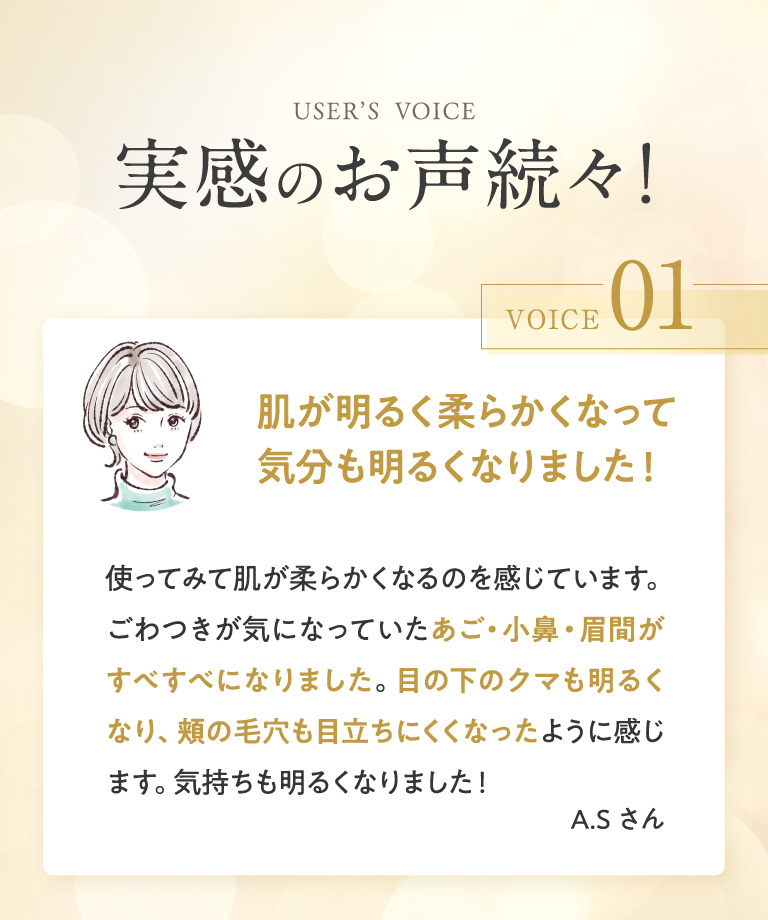 USER'S VOICE
実感のお声続々!
VOICE 01
肌が明るく柔らかくなって
気分も明るくなりました!
使ってみて肌が柔らかくなるのを感じています。
ごわつきが気になっていたあご・小鼻・眉間が
すべすべになりました。目の下のクマも明るく
なり、頬の毛穴も目立ちにくくなったように感じ
ます。気持ちも明るくなりました!
A.S さん